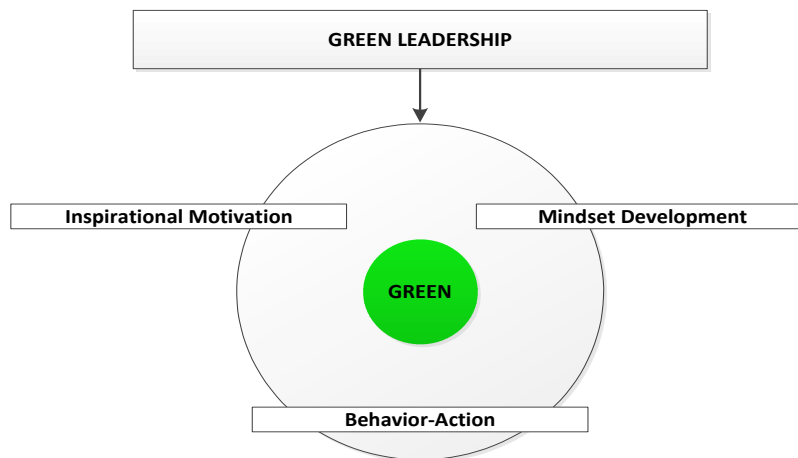 GREEN LEADERSHIP
Inspirational Motivation
Mindset Development
GREEN
Behavior-Action